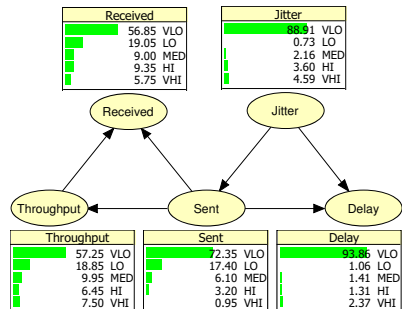 Received
56.85 VLO
19.05 LO
9.00 MED
9.35 HI
5.75 VHI
Jitter
88.91 VLO
0.73 LO
2.16 MED
3.60 HI
4.59 VHI
Received
Jitter
Throughput
Sent
Delay
Throughput
57.25 VLO
18.85 LO
9.95 MED
6.45 HI
7.50 VHI
Sent
72.35 VLO
17.40 LO
6.10 MED
3.20 HI
0.95 VHI
Delay
93.86 VLO
1.06 LO
1.41 MED
1.31 HI
2.37 VHI